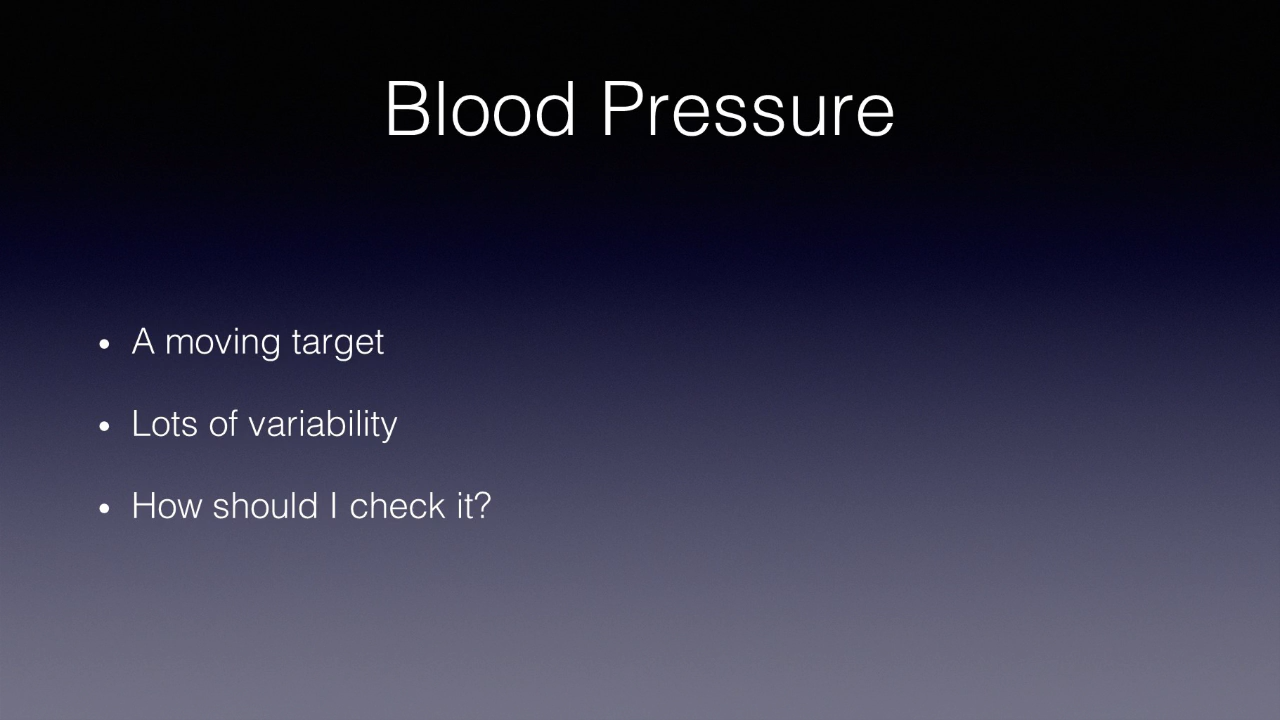 Blood Pressure
• A moving target
• Lots of variability
• How should I check it?